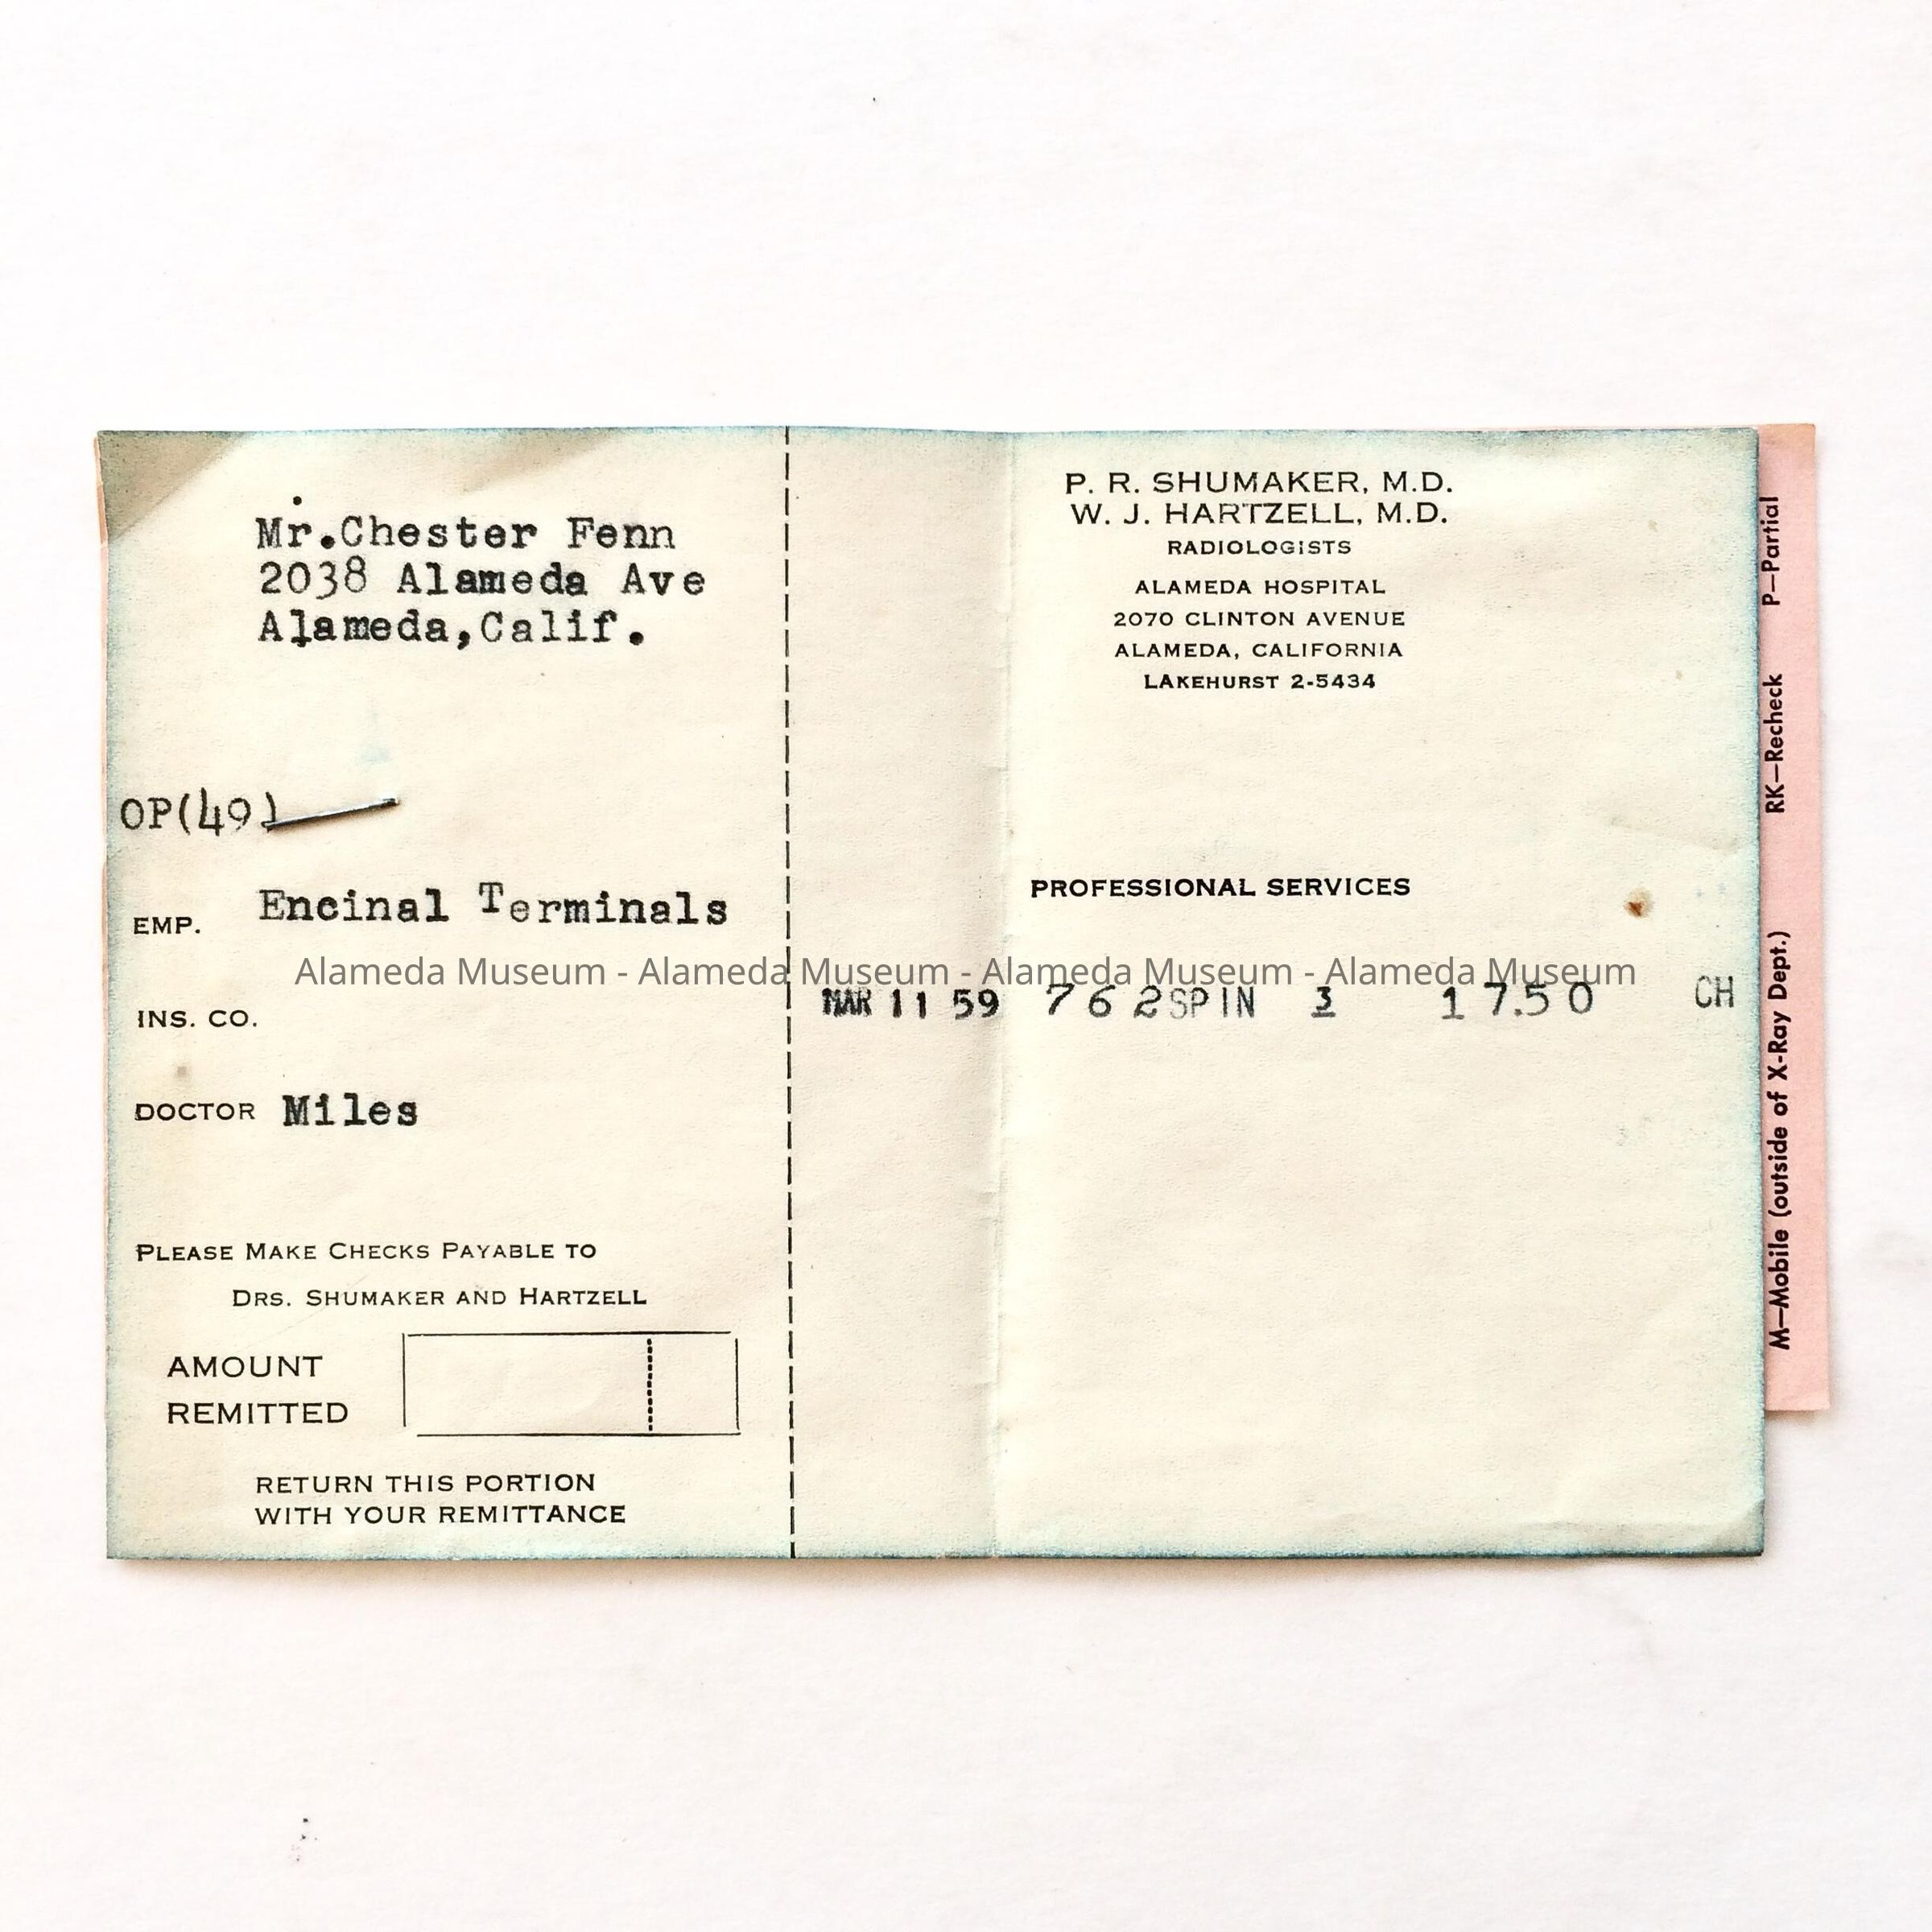 Mr.Chester Fenn
2038 Alameda Ave
Alameda,Calif.
OP(49)
EMP. Encinal Terminals
INS. CO.
DOCTOR Miles
PLEASE MAKE CHECKS PAYABLE TO
DRS. SHUMAKER AND HARTZELL
AMOUNT
REMITTED
RETURN THIS PORTION
WITH YOUR REMITTANCE
P. R. SHUMAKER, M.D.
W. J. HARTZELL, M.D.
RADIOLOGISTS
ALAMEDA HOSPITAL
2070 CLINTON AVENUE
ALAMEDA, CALIFORNIA
LAKEHURST 2-5434
PROFESSIONAL SERVICES
MAR 11 59 762SPIN 3 17.50 CH
M—Mobile (outside of X-Ray Dept.) RK—Recheck P—Partial
Alameda Museum - Alameda Museum - Alameda Museum - Alameda Museum